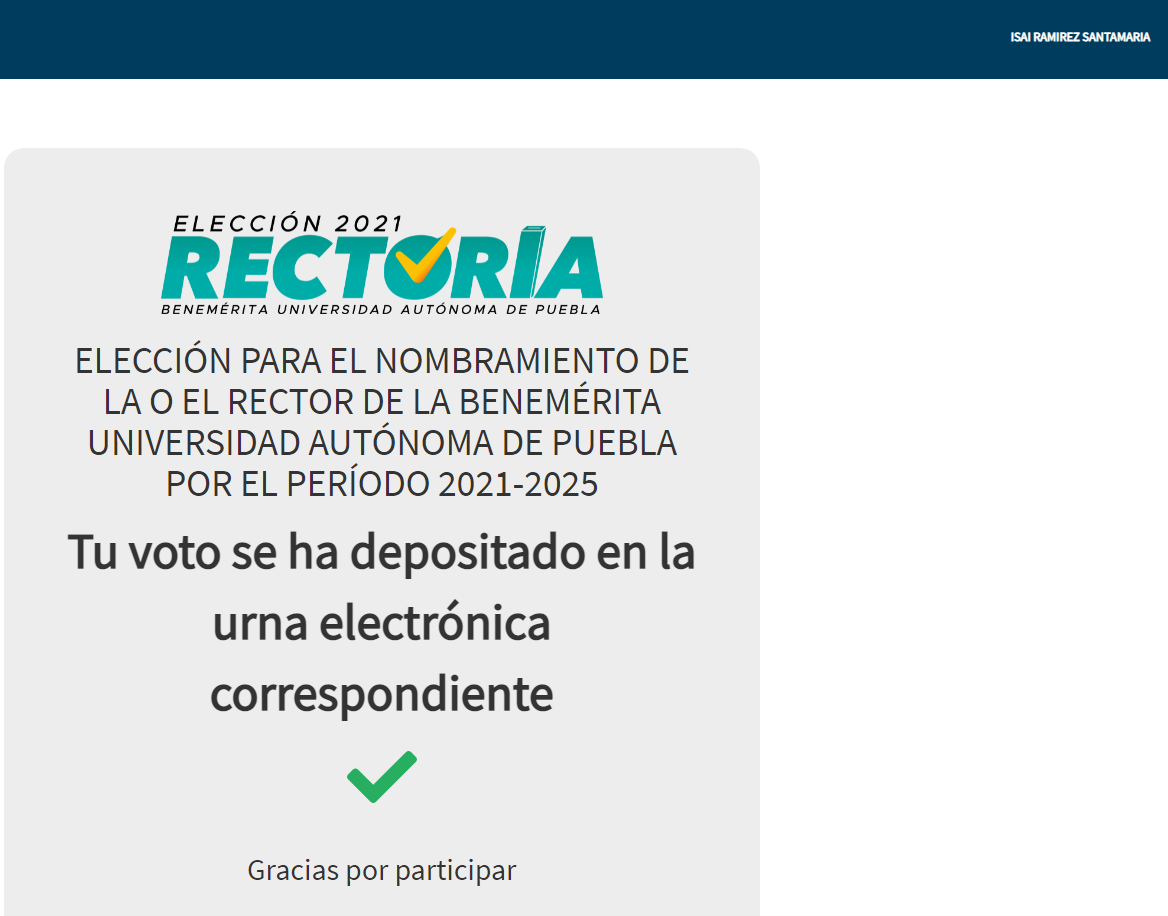 ISAI RAMIREZ SANTAMARIA
ELECCIÓN 2021
RECTORÍA
BENEMÉRITA UNIVERSIDAD AUTÓNOMA DE PUEBLA
ELECCIÓN PARA EL NOMBRAMIENTO DE
LA O EL RECTOR DE LA BENEMÉRITA
UNIVERSIDAD AUTÓNOMA DE PUEBLA
POR EL PERÍODO 2021-2025
Tu voto se ha depositado en la
urna electrónica
correspondiente
Gracias por participar